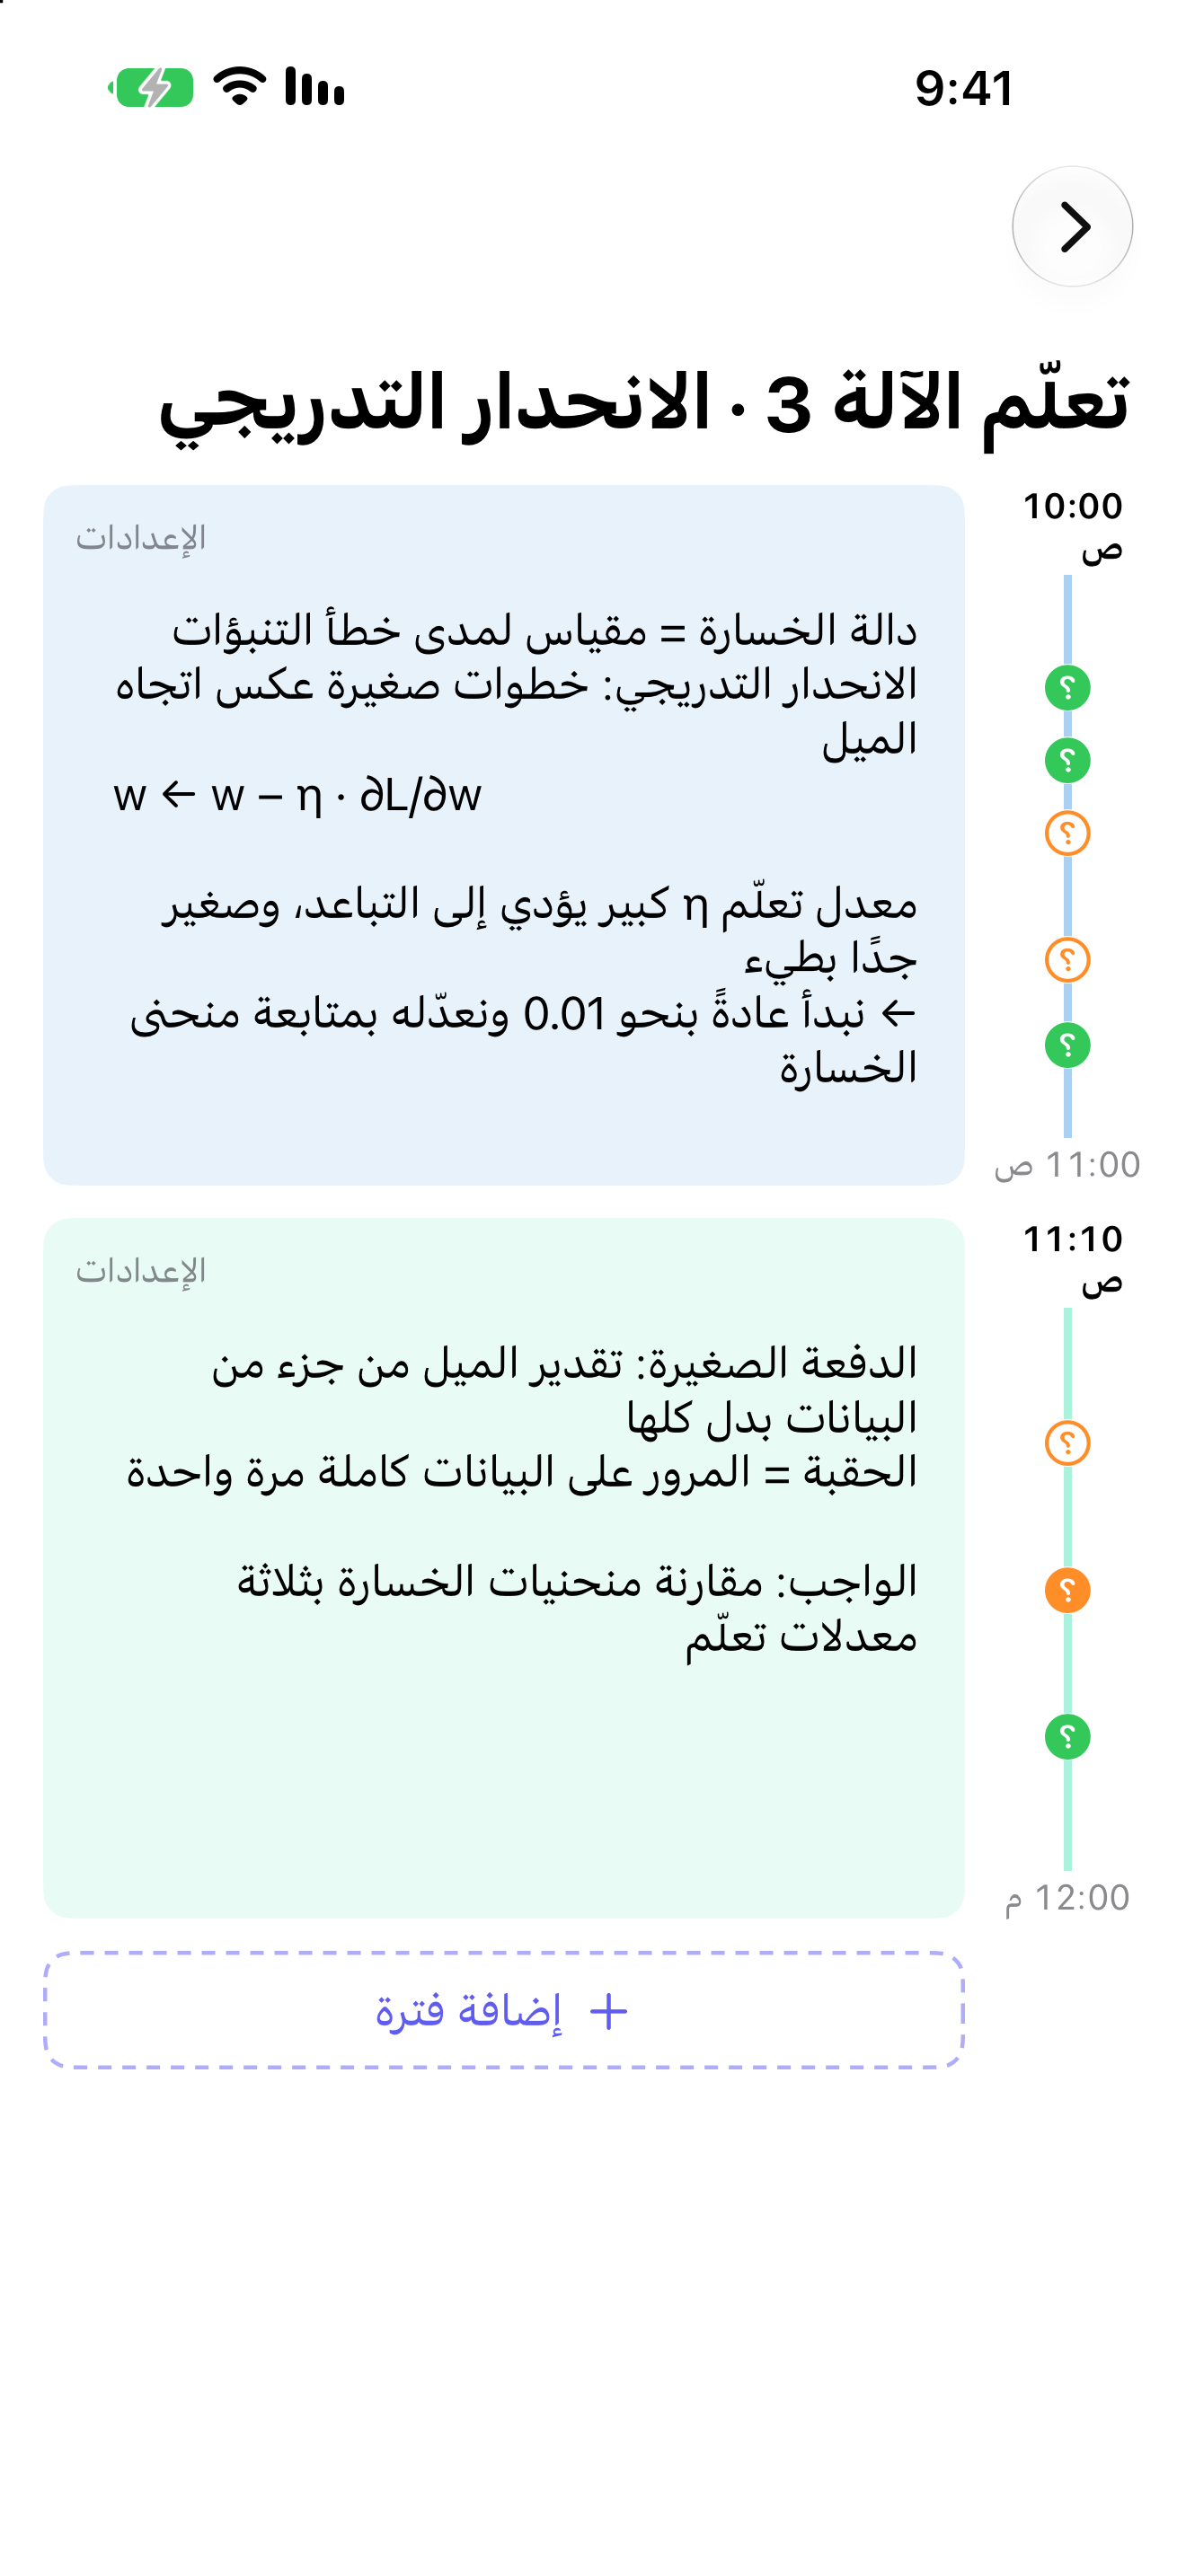 9:41
تعلّم الآلة 3 · الانحدار التدريجي
10:00
ص
الإعدادات
دالة الخسارة = مقياس لمدى خطأ التنبؤات
الانحدار التدريجي: خطوات صغيرة عكس اتجاه
الميل
w ← w − η · ∂L/∂w
معدل تعلّم η كبير يؤدي إلى التباعد، وصغير
جدًا بطيء
← نبدأ عادةً بنحو 0.01 ونعدّله بمتابعة منحنى
الخسارة
؟
؟
؟
؟
؟
11:00 ص
11:10
ص
الإعدادات
الدفعة الصغيرة: تقدير الميل من جزء من
البيانات بدل كلها
الحقبة = المرور على البيانات كاملة مرة واحدة
الواجب: مقارنة منحنيات الخسارة بثلاثة
معدلات تعلّم
؟
؟
؟
12:00 م
+ إضافة فترة